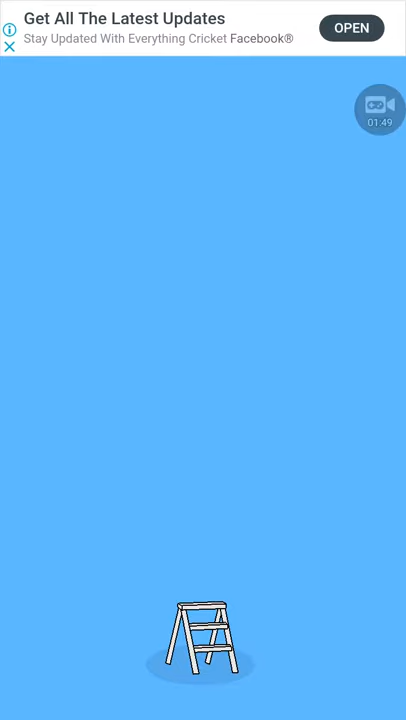 Get All The Latest Updates
Stay Updated With Everything Cricket Facebook®
OPEN
01:49